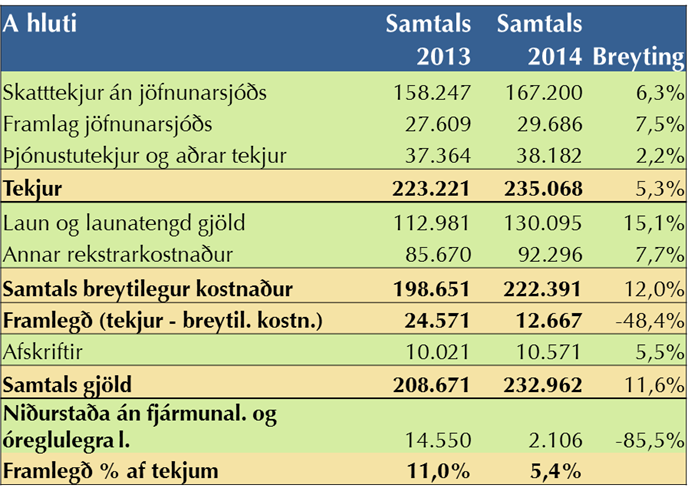 A hluti Samtals Samtals
2013 2014 Breyting
Skatttekjur án jöfnunarsjóðs 158.247 167.200 6,3%
Framlag jöfnunarsjóðs 27.609 29.686 7,5%
Þjónustutekjur og aðrar tekjur 37.364 38.182 2,2%
Tekjur 223.221 235.068 5,3%
Laun og launatengd gjöld 112.981 130.095 15,1%
Annar rekstrarkostnaður 85.670 92.296 7,7%
Samtals breytilegur kostnaður 198.651 222.391 12,0%
Framlegð (tekjur - breytil. kostn.) 24.571 12.667 -48,4%
Afskriftir 10.021 10.571 5,5%
Samtals gjöld 208.671 232.962 11,6%
Niðurstaða án fjármunal. og
óreglulegra l. 14.550 2.106 -85,5%
Framlegð % af tekjum 11,0% 5,4%